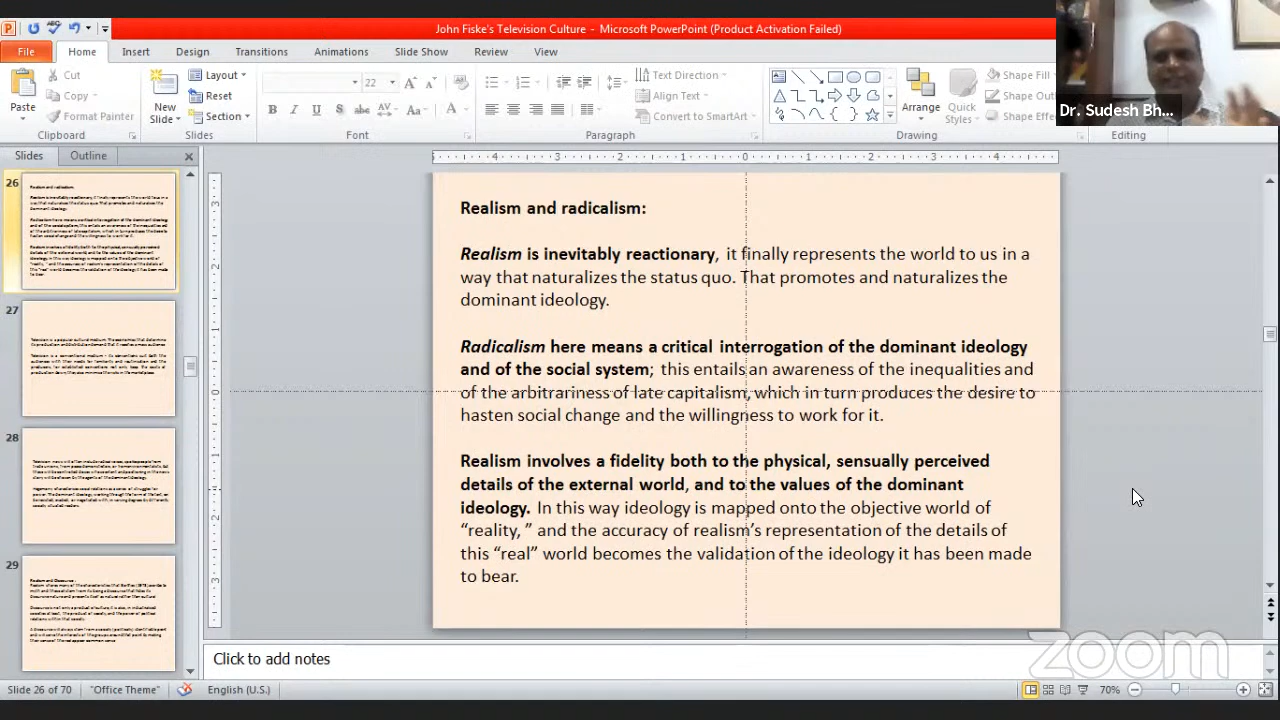 John Fiske's Television Culture - Microsoft PowerPoint (Product Activation Failed)
File Home Insert Design Transitions Animations Slide Show Review View
Paste
Cut
Copy
Format Painter
Clipboard
New Slide
Layout
Reset
Section
Slides
22
Font
Text Direction
Align Text
Convert to SmartArt
Paragraph
Arrange
Quick Styles
Shape Fill
Shape Out
Shape Effe
Drawing
Editing
Dr. Sudesh Bh...
Slides Outline
26
27
28
29
Realism and radicalism:
Realism is inevitably reactionary, it finally represents the world to us in a
way that naturalizes the status quo. That promotes and naturalizes the
dominant ideology.
Radicalism here means a critical interrogation of the dominant ideology
and of the social system; this entails an awareness of the inequalities and
of the arbitrariness of late capitalism, which in turn produces the desire to
hasten social change and the willingness to work for it.
Realism involves a fidelity both to the physical, sensually perceived
details of the external world, and to the values of the dominant
ideology. In this way ideology is mapped onto the objective world of
“reality, ” and the accuracy of realism’s representation of the details of
this “real” world becomes the validation of the ideology it has been made
to bear.
Click to add notes
zoom
Slide 26 of 70 "Office Theme" English (U.S.) 70%